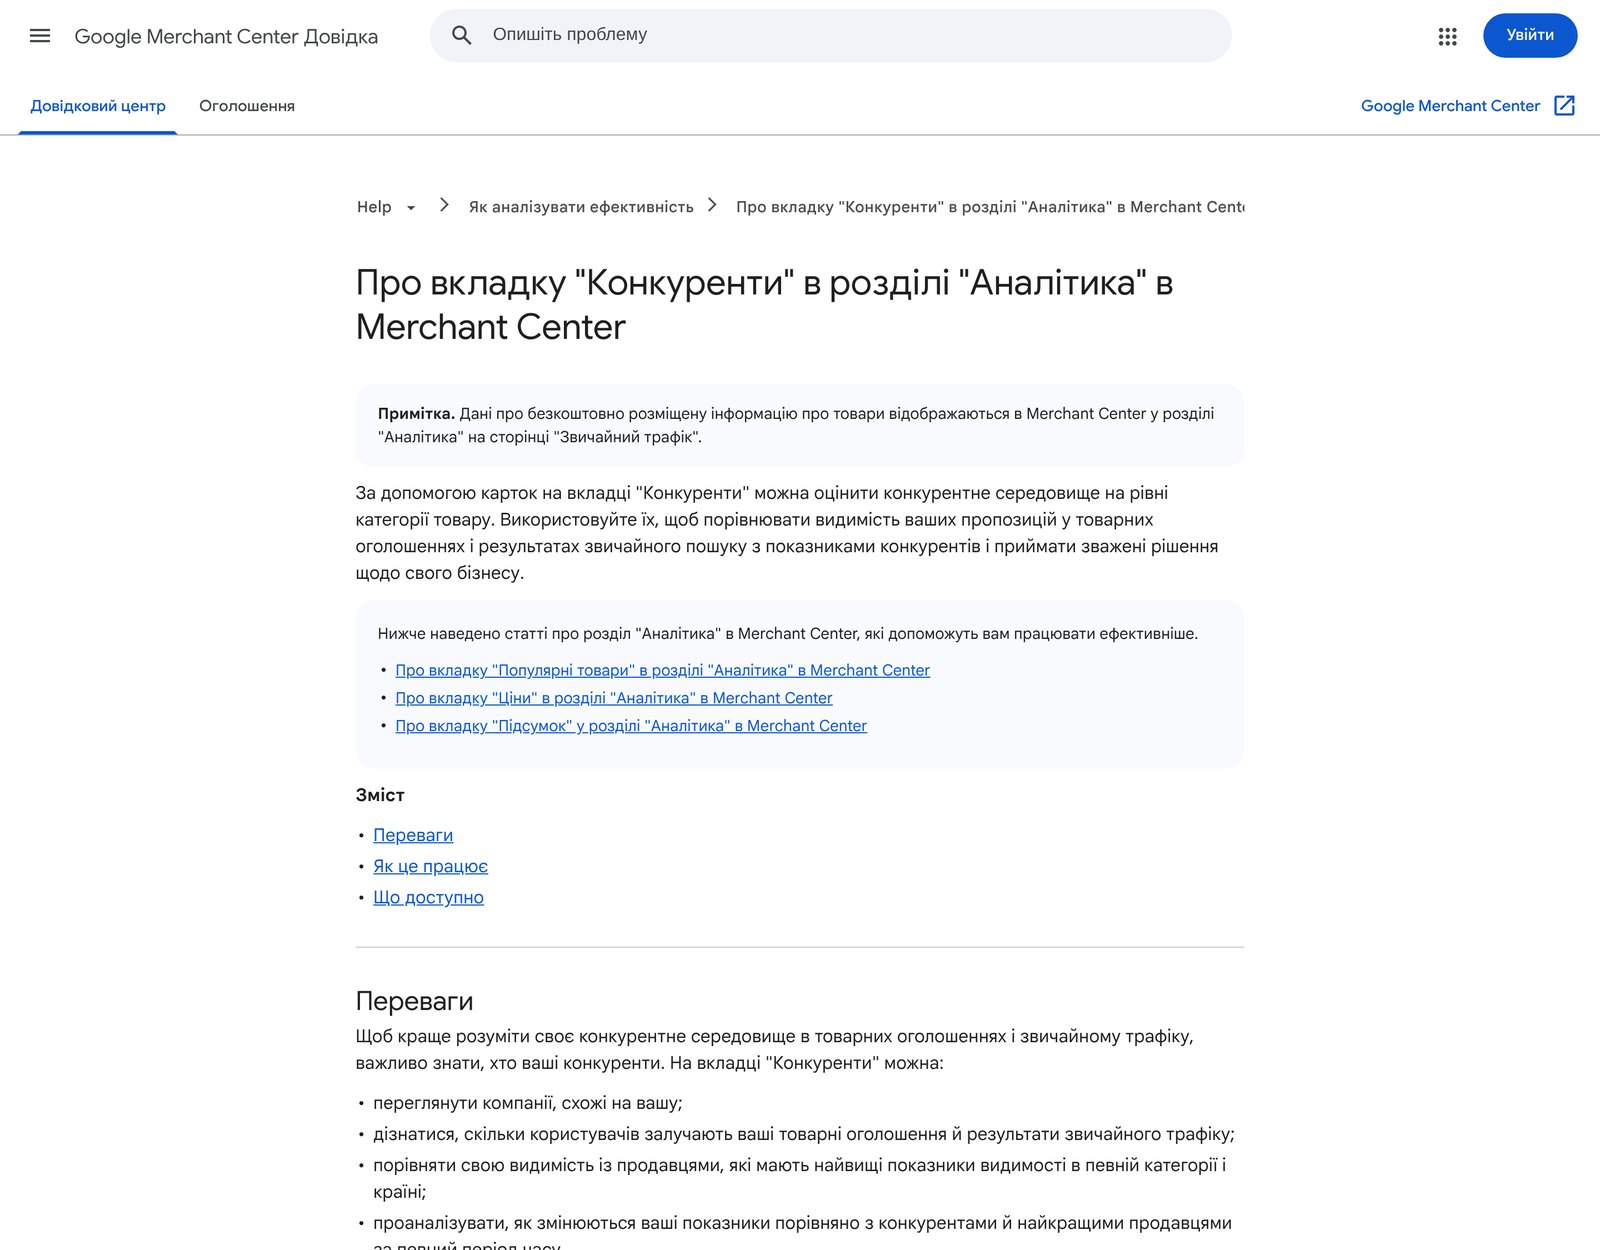 Google Merchant Center Довідка
Опишіть проблему
Увійти
Довідковий центр
Оголошення
Google Merchant Center
Help
Як аналізувати ефективність
Про вкладку "Конкуренти" в розділі "Аналітика" в Merchant Cent
Про вкладку "Конкуренти" в розділі "Аналітика" в
Merchant Center
Примітка. Дані про безкоштовно розміщену інформацію про товари відображаються в Merchant Center у розділі
"Аналітика" на сторінці "Звичайний трафік".
За допомогою карток на вкладці "Конкуренти" можна оцінити конкурентне середовище на рівні
категорії товару. Використовуйте їх, щоб порівнювати видимість ваших пропозицій у товарних
оголошеннях і результатах звичайного пошуку з показниками конкурентів і приймати зважені рішення
щодо свого бізнесу.
Нижче наведено статті про розділ "Аналітика" в Merchant Center, які допоможуть вам працювати ефективніше.
• Про вкладку "Популярні товари" в розділі "Аналітика" в Merchant Center
• Про вкладку "Ціни" в розділі "Аналітика" в Merchant Center
• Про вкладку "Підсумок" у розділі "Аналітика" в Merchant Center
Зміст
• Переваги
• Як це працює
• Що доступно
Переваги
Щоб краще розуміти своє конкурентне середовище в товарних оголошеннях і звичайному трафіку,
важливо знати, хто ваші конкуренти. На вкладці "Конкуренти" можна:
• переглянути компанії, схожі на вашу;
• дізнатися, скільки користувачів залучають ваші товарні оголошення й результати звичайного трафіку;
• порівняти свою видимість із продавцями, які мають найвищі показники видимості в певній категорії і
країні;
• проаналізувати, як змінюються ваші показники порівняно з конкурентами й найкращими продавцями
за певний період часу.